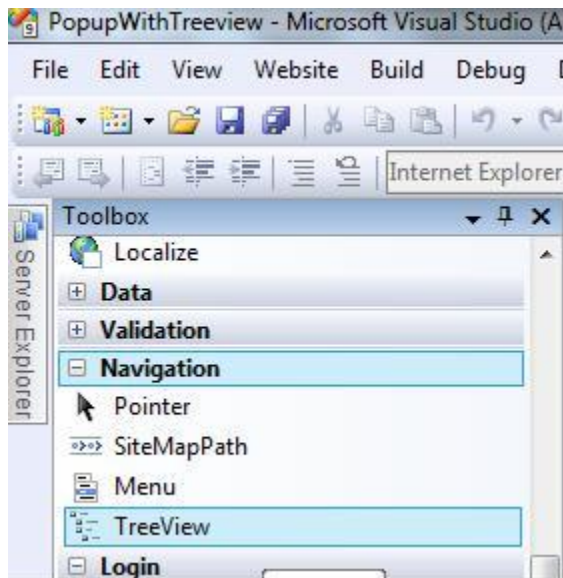 PopupWithTreeview - Microsoft Visual Studio (A
File Edit View Website Build Debug
Internet Explorer
Toolbox
Server Explorer
Localize
Data
Validation
Navigation
Pointer
SiteMapPath
Menu
TreeView
Login